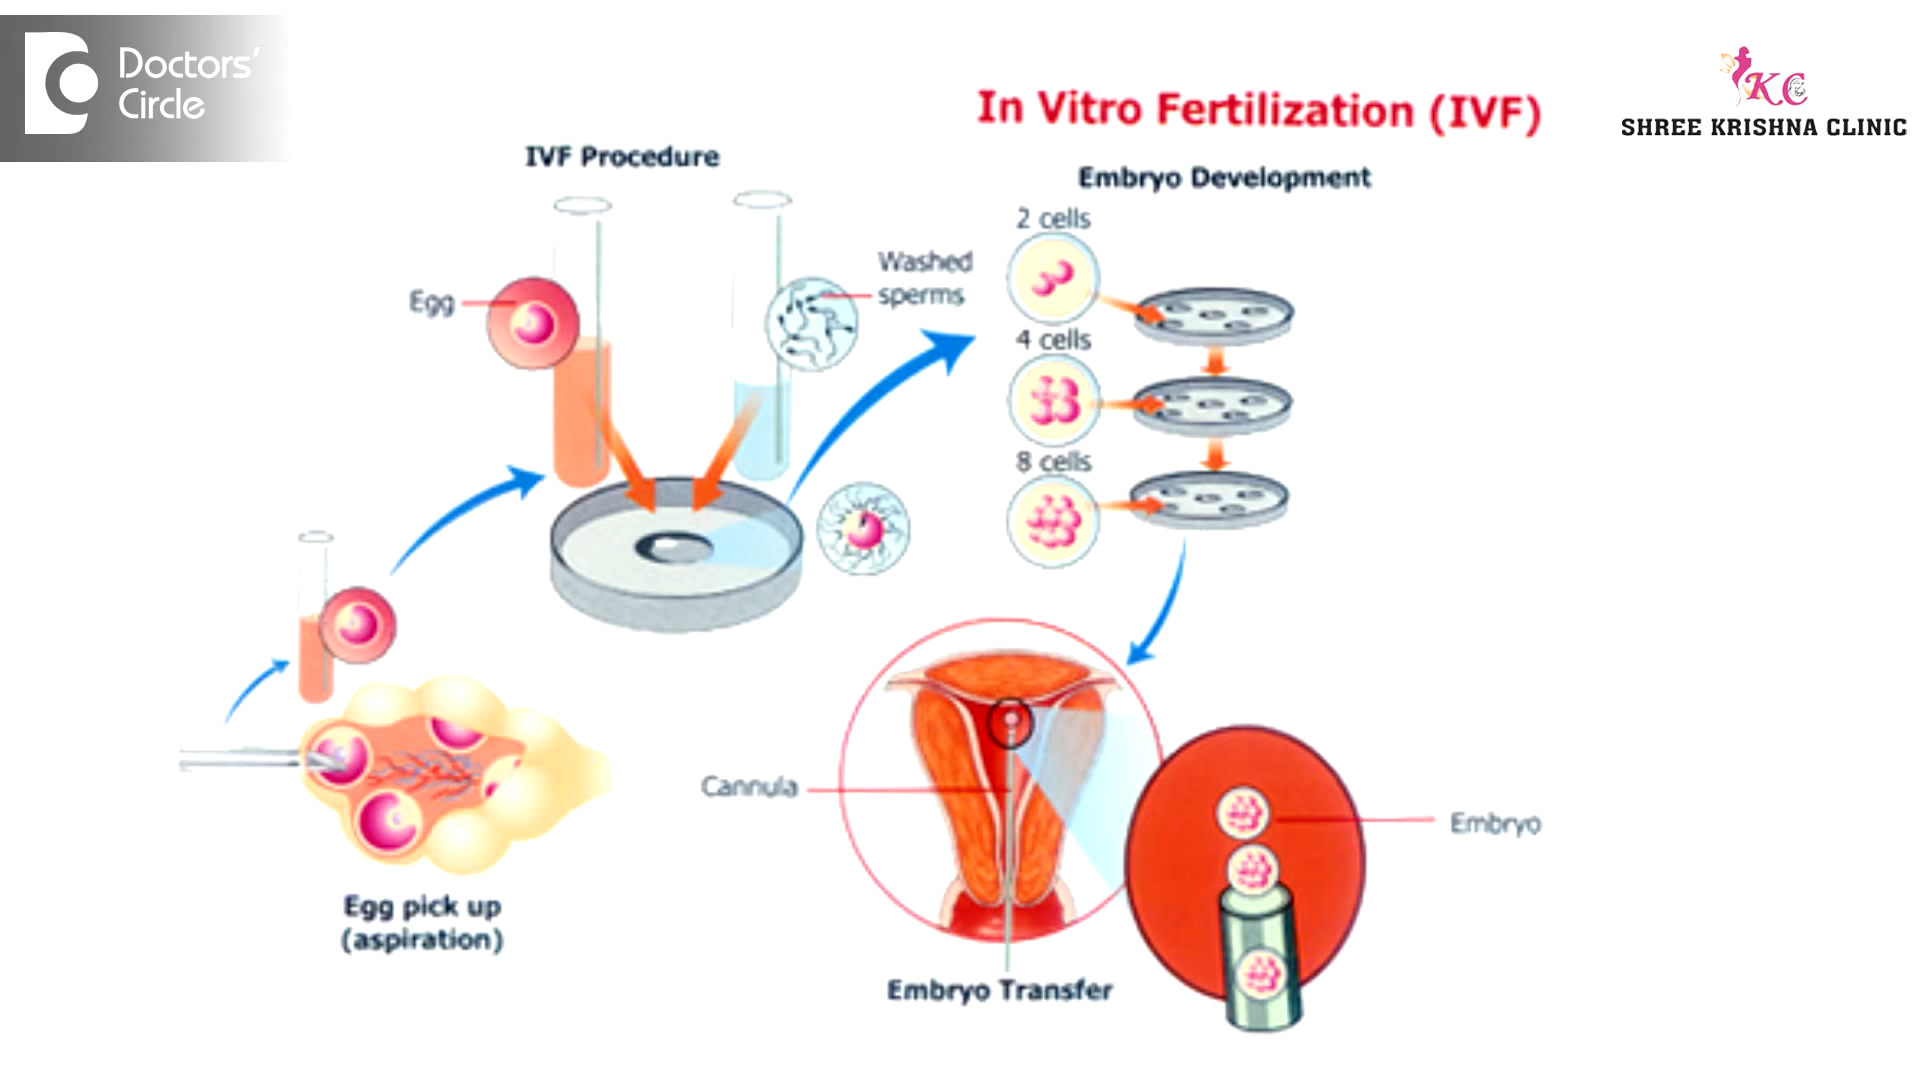 Doctors'
Circle
In Vitro Fertilization (IVF)
KC
SHREE KRISHNA CLINIC
IVF Procedure
Embryo Development
2 cells
Egg
Washed
sperms
4 cells
8 cells
Cannula
Embryo
Egg pick up
(aspiration)
Embryo Transfer